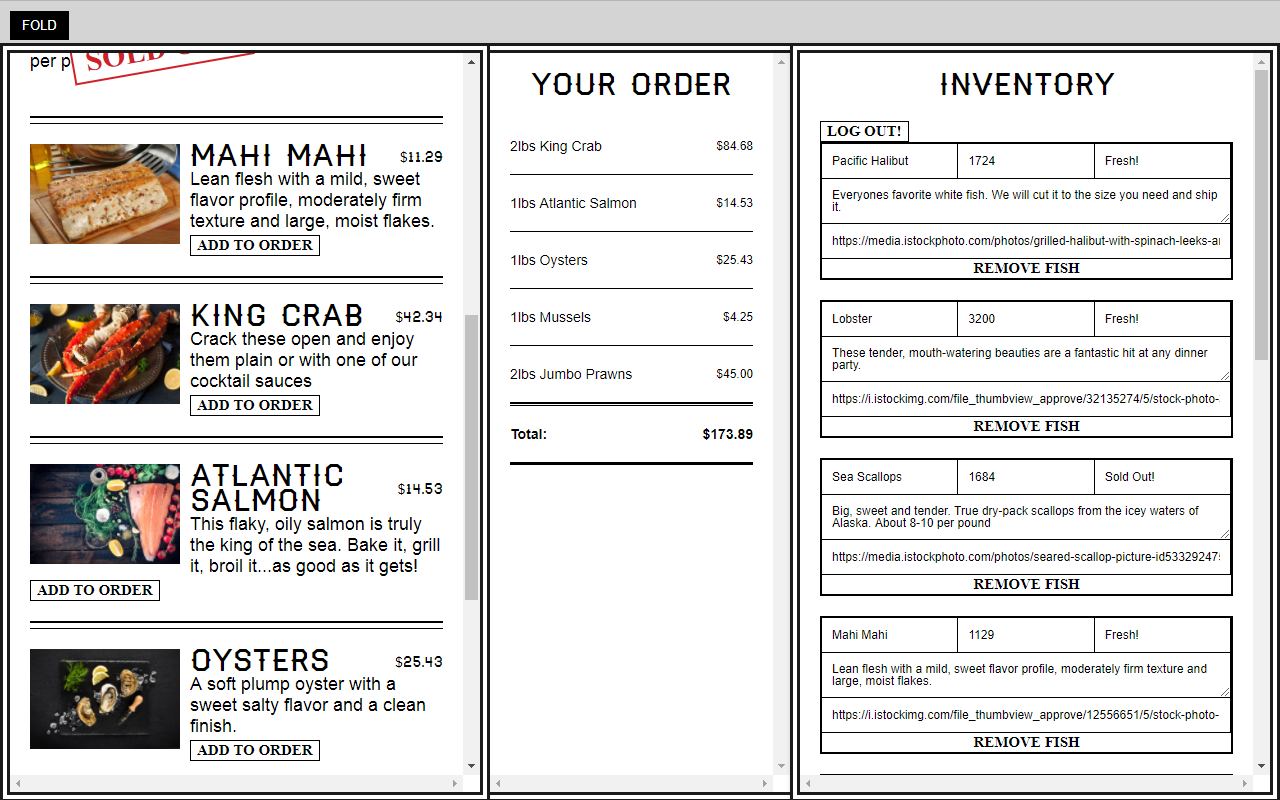 FOLD
per p
SOLD
MAHI MAHI $11.29
Lean flesh with a mild, sweet
flavor profile, moderately firm
texture and large, moist flakes.
ADD TO ORDER
KING CRAB $42.34
Crack these open and enjoy
them plain or with one of our
cocktail sauces
ADD TO ORDER
ATLANTIC
SALMON $14.53
This flaky, oily salmon is truly
the king of the sea. Bake it, grill
it, broil it...as good as it gets!
ADD TO ORDER
OYSTERS $25.43
A soft plump oyster with a
sweet salty flavor and a clean
finish.
ADD TO ORDER
YOUR ORDER
2lbs King Crab $84.68
1lbs Atlantic Salmon $14.53
1lbs Oysters $25.43
1lbs Mussels $4.25
2lbs Jumbo Prawns $45.00
Total: $173.89
INVENTORY
LOG OUT!
Pacific Halibut 1724 Fresh!
Everyones favorite white fish. We will cut it to the size you need and ship
it.
https://media.istockphoto.com/photos/grilled-halibut-with-spinach-leeks-a
REMOVE FISH
Lobster 3200 Fresh!
These tender, mouth-watering beauties are a fantastic hit at any dinner
party.
https://i.istockimg.com/file_thumbview_approve/32135274/5/stock-photo-
REMOVE FISH
Sea Scallops 1684 Sold Out!
Big, sweet and tender. True dry-pack scallops from the icey waters of
Alaska. About 8-10 per pound
https://media.istockphoto.com/photos/seared-scallop-picture-id53329247
REMOVE FISH
Mahi Mahi 1129 Fresh!
Lean flesh with a mild, sweet flavor profile, moderately firm texture and
large, moist flakes.
https://i.istockimg.com/file_thumbview_approve/12556651/5/stock-photo-
REMOVE FISH